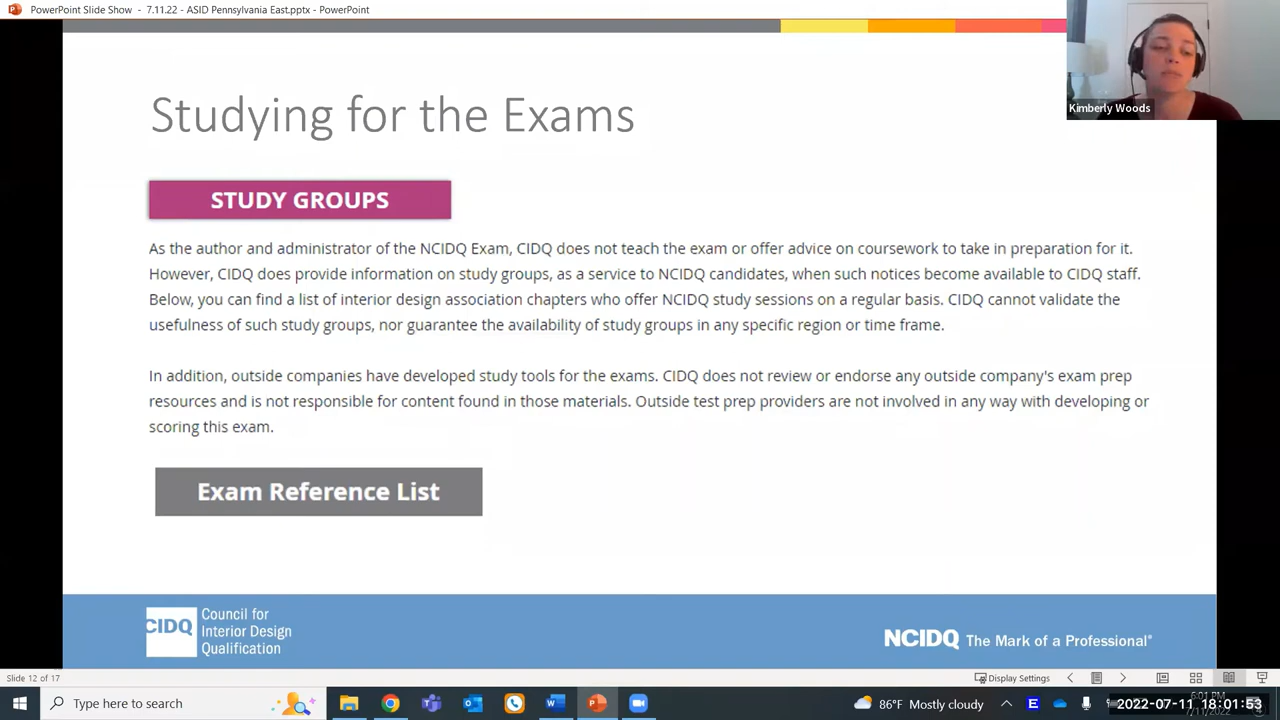 PowerPoint Slide Show - 7.11.22 - ASID Pennsylvania East.pptx - PowerPoint
Kimberly Woods
Studying for the Exams
STUDY GROUPS
As the author and administrator of the NCIDQ Exam, CIDQ does not teach the exam or offer advice on coursework to take in preparation for it.
However, CIDQ does provide information on study groups, as a service to NCIDQ candidates, when such notices become available to CIDQ staff.
Below, you can find a list of interior design association chapters who offer NCIDQ study sessions on a regular basis. CIDQ cannot validate the
usefulness of such study groups, nor guarantee the availability of study groups in any specific region or time frame.
In addition, outside companies have developed study tools for the exams. CIDQ does not review or endorse any outside company's exam prep
resources and is not responsible for content found in those materials. Outside test prep providers are not involved in any way with developing or
scoring this exam.
Exam Reference List
CIDQ
Council for
Interior Design
Qualification
NCIDQ The Mark of a Professional®
Slide 12 of 17
Display Settings
Type here to search
86°F Mostly cloudy
6:01 PM
7/11/2022
2022-07-11 18:01:53